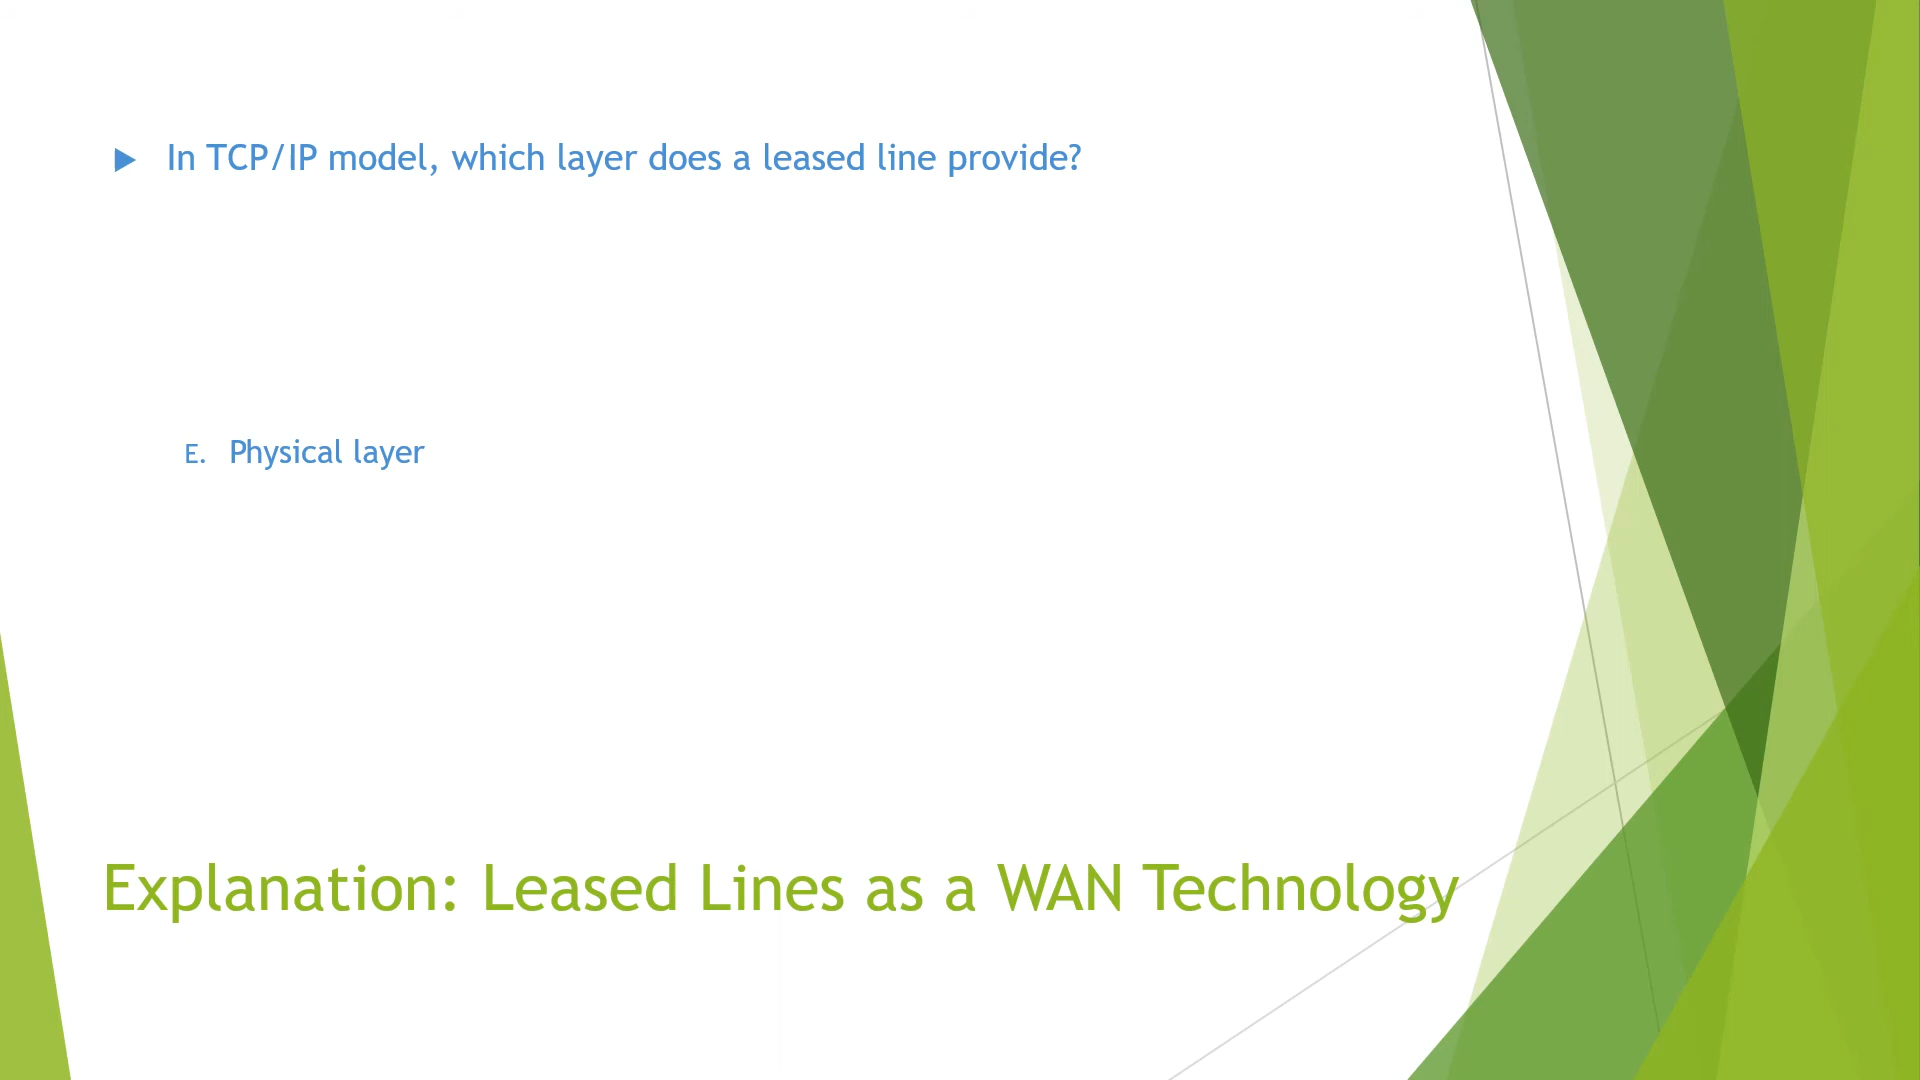 In TCP/IP model, which layer does a leased line provide?
E. Physical layer
Explanation: Leased Lines as a WAN Technology